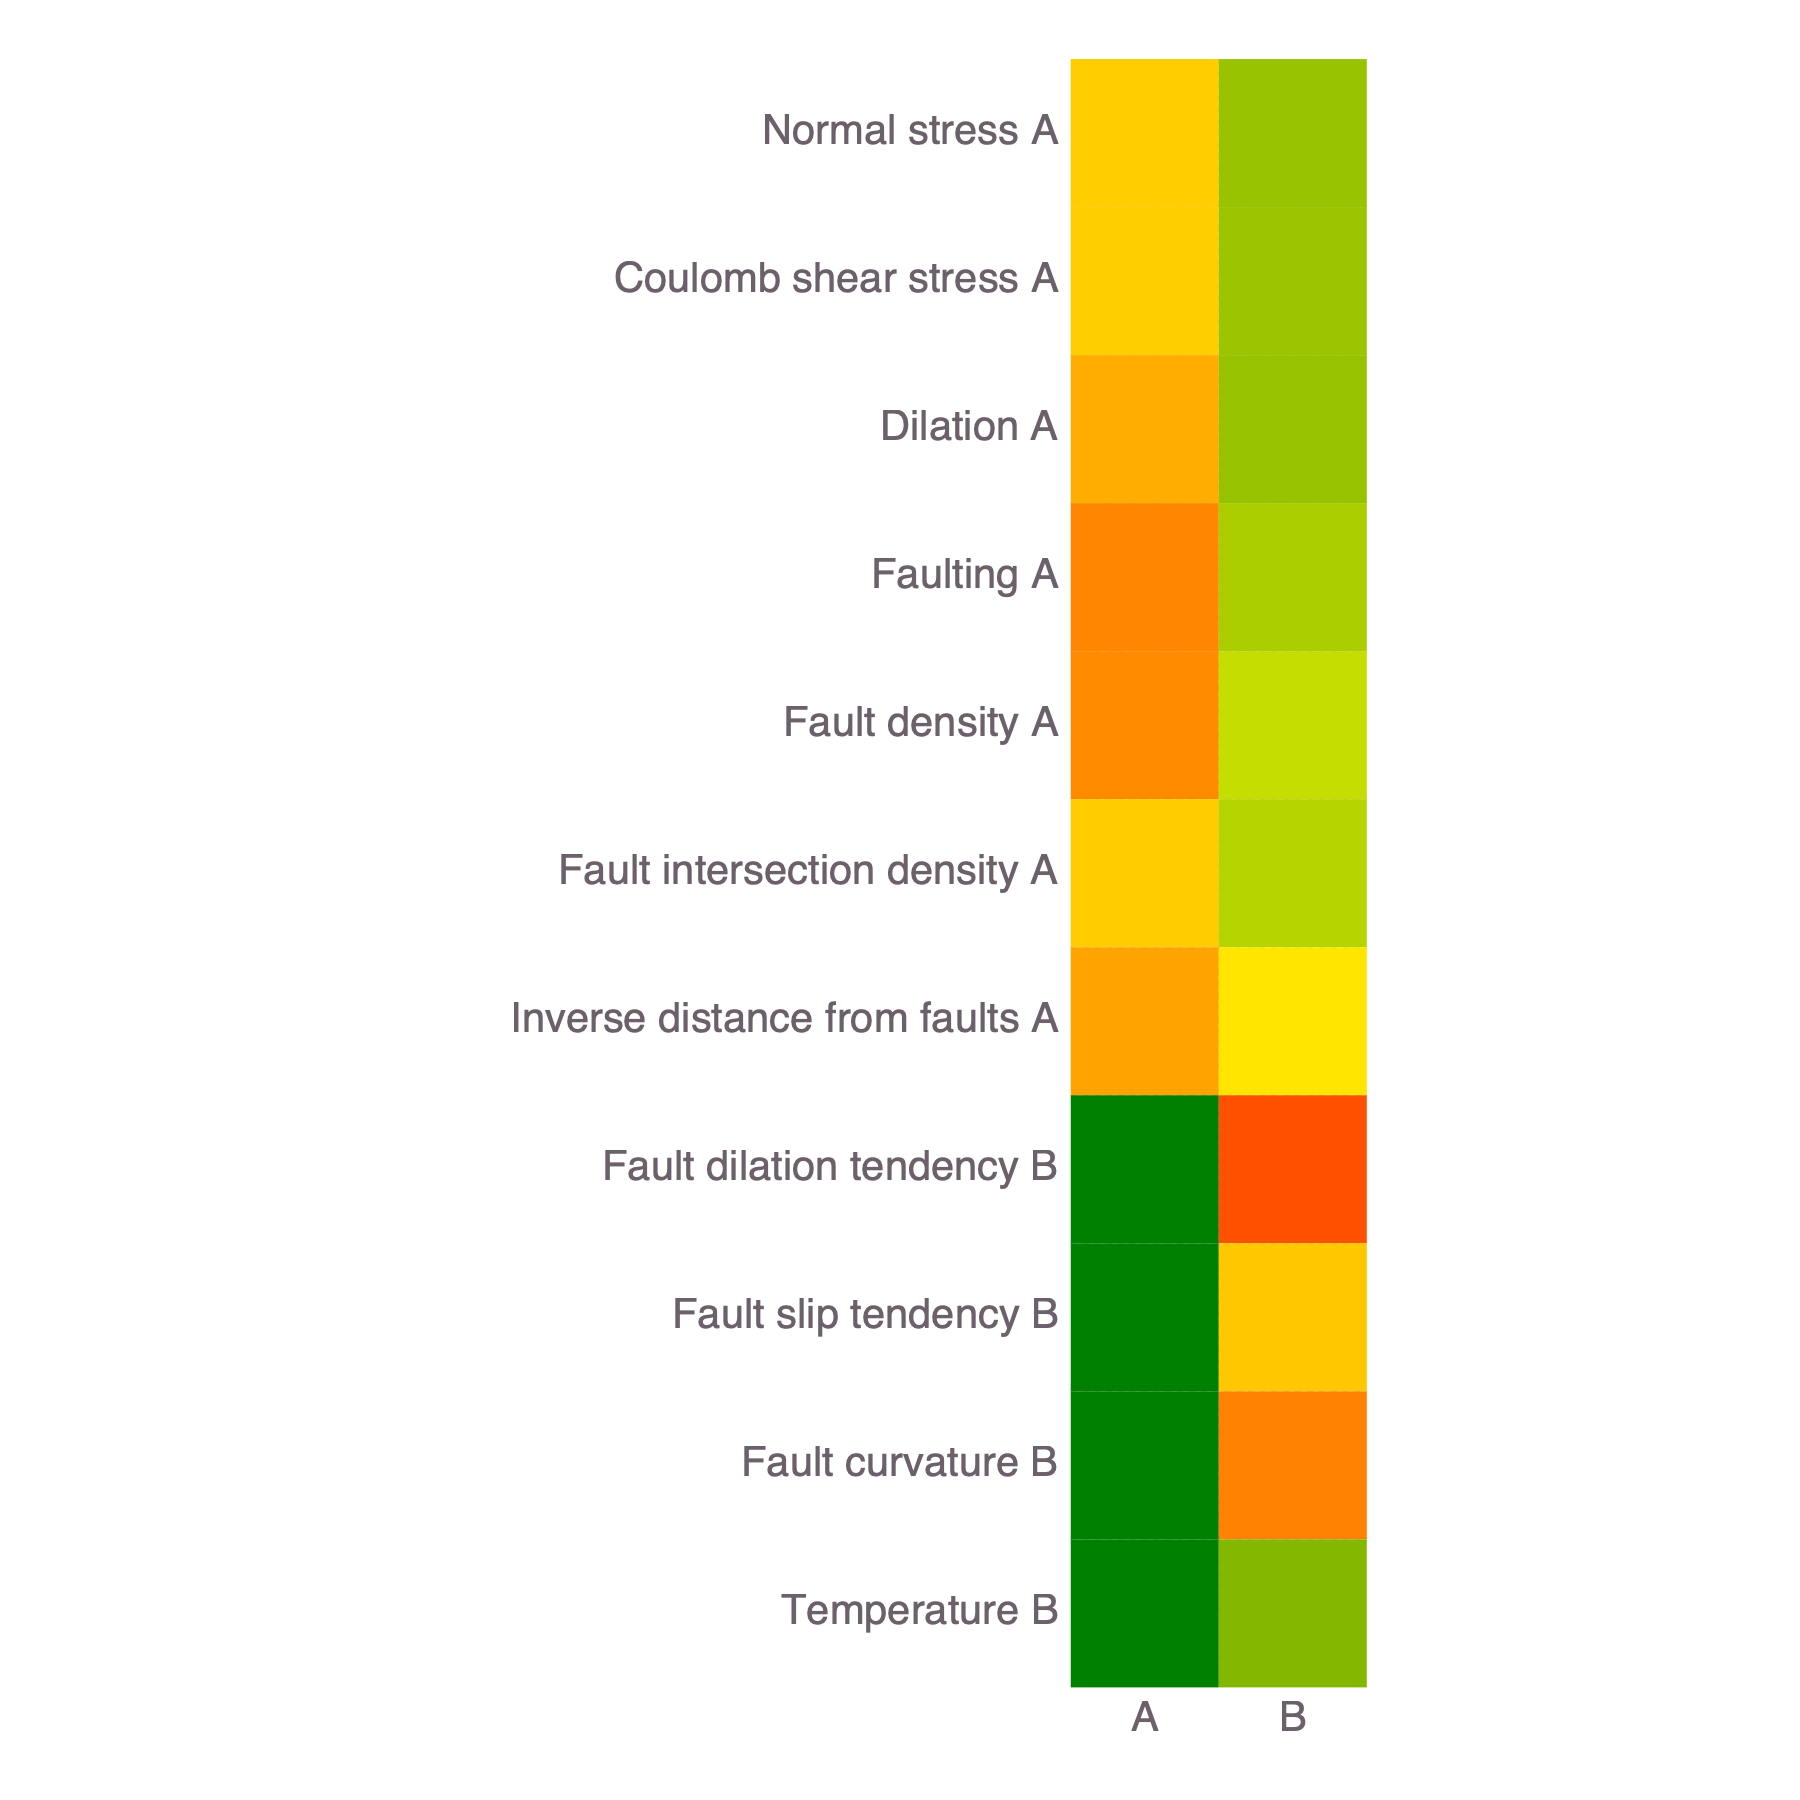 Normal stress A
Coulomb shear stress A
Dilation A
Faulting A
Fault density A
Fault intersection density A
Inverse distance from faults A
Fault dilation tendency B
Fault slip tendency B
Fault curvature B
Temperature B
A B